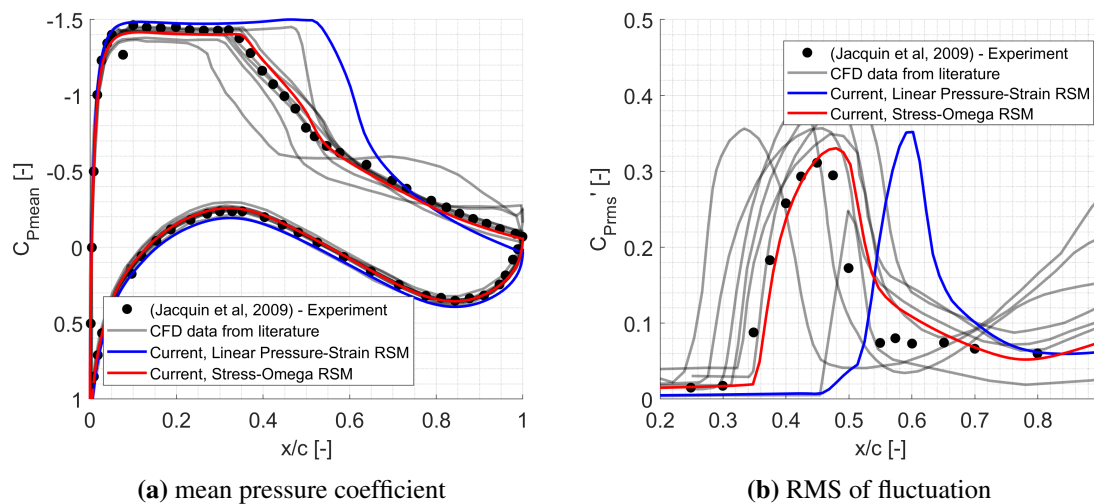 -1.5
-1
-0.5
0
0.5
1
C_Pmean [-]
(Jacquin et al, 2009) - Experiment
CFD data from literature
Current, Linear Pressure-Strain RSM
Current, Stress-Omega RSM
0 0.2 0.4 0.6 0.8 1
x/c [-]
(a) mean pressure coefficient
0.5
0.4
0.3
0.2
0.1
0
C_Prms' [-]
(Jacquin et al, 2009) - Experiment
CFD data from literature
Current, Linear Pressure-Strain RSM
Current, Stress-Omega RSM
0.2 0.3 0.4 0.5 0.6 0.7 0.8
x/c [-]
(b) RMS of fluctuation